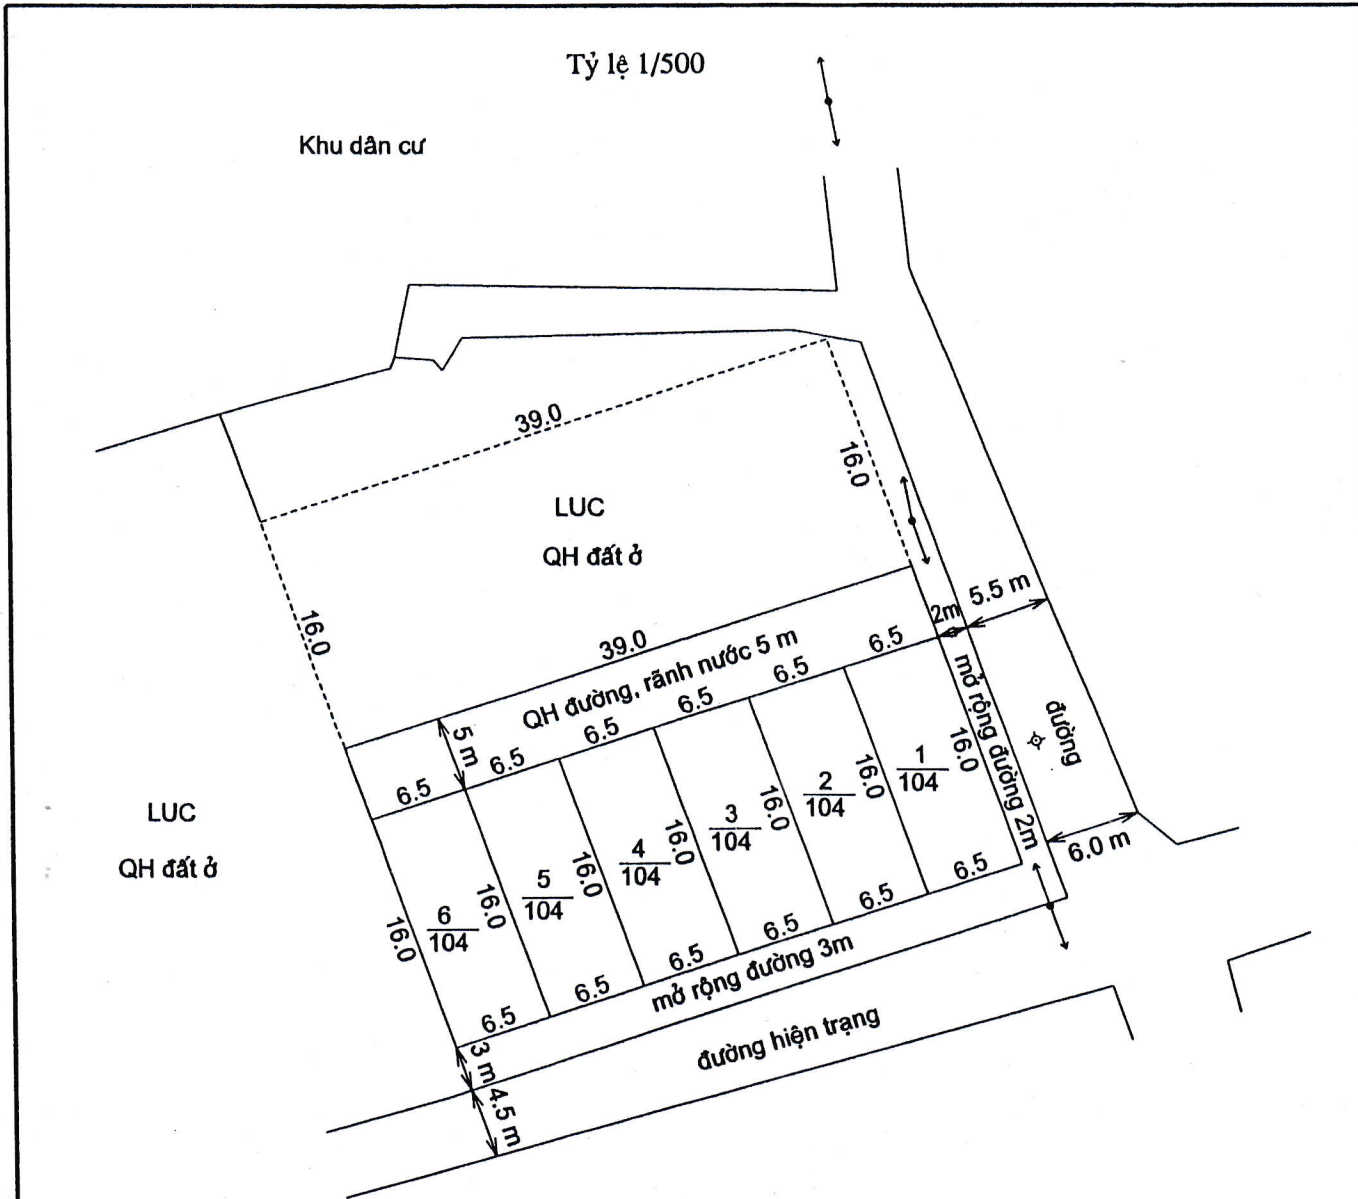 Tỷ lệ 1/500
Khu dân cư
39.0
16.0
LUC
QH đất ở
16.0
39.0
2m
5.5 m
QH đường, rãnh nước 5 m
5 m
6.5
6.5
6.5
6.5
6.5
6.5
mở rộng đường 2m
đường
6.0 m
LUC
QH đất ở
16.0
6
104
16.0
5
104
16.0
4
104
16.0
3
104
16.0
2
104
16.0
1
104
16.0
6.5
6.5
6.5
6.5
6.5
6.5
mở rộng đường 3m
đường hiện trạng
3 m
4.5 m